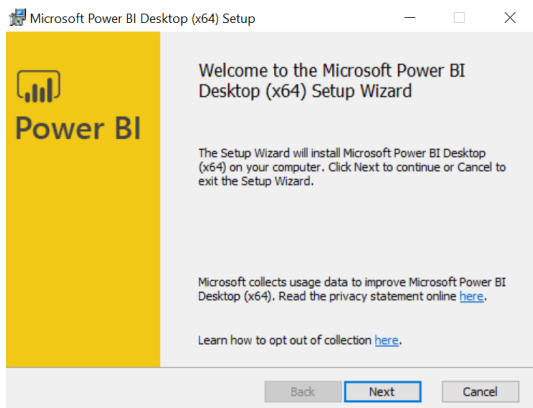 Microsoft Power BI Desktop (x64) Setup
Power BI
Welcome to the Microsoft Power BI
Desktop (x64) Setup Wizard
The Setup Wizard will install Microsoft Power BI Desktop
(x64) on your computer. Click Next to continue or Cancel to
exit the Setup Wizard.
Microsoft collects usage data to improve Microsoft Power BI
Desktop (x64). Read the privacy statement online here.
Learn how to opt out of collection here.
Back
Next
Cancel